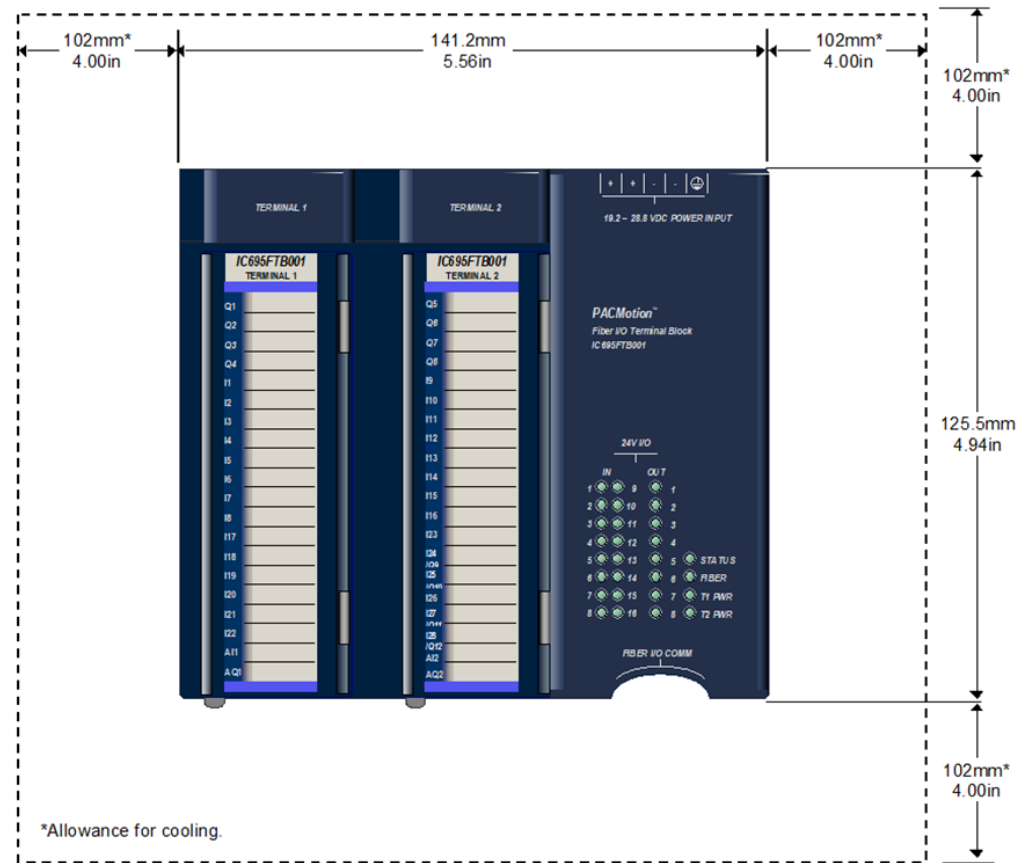 102mm*
4.00in
141.2mm
5.56in
102mm*
4.00in
102mm*
4.00in
TERMINAL 1
TERMINAL 2
+ + - -
19.2 – 28.8 VDC POWER INPUT
IC695FTB001
TERMINAL 1
IC695FTB001
TERMINAL 2
Q1
Q2
Q3
Q4
I1
I2
I3
I4
I5
I6
I7
I8
I17
I18
I19
I20
I21
I22
AI1
AQ1
Q5
Q6
Q7
Q8
I9
I10
I11
I12
I13
I14
I15
I16
I23
I24
/Q9
I25
/Q10
I26
I27
/Q11
I28
/Q12
AI2
AQ2
PACMotion™
Fiber I/O Terminal Block
IC695FTB001
24V I/O
IN OUT
1 9 1
2 10 2
3 11 3
4 12 4
5 13 5 STATUS
6 14 6 FIBER
7 15 7 T1 PWR
8 16 8 T2 PWR
FIBER I/O COMM
125.5mm
4.94in
102mm*
4.00in
*Allowance for cooling.